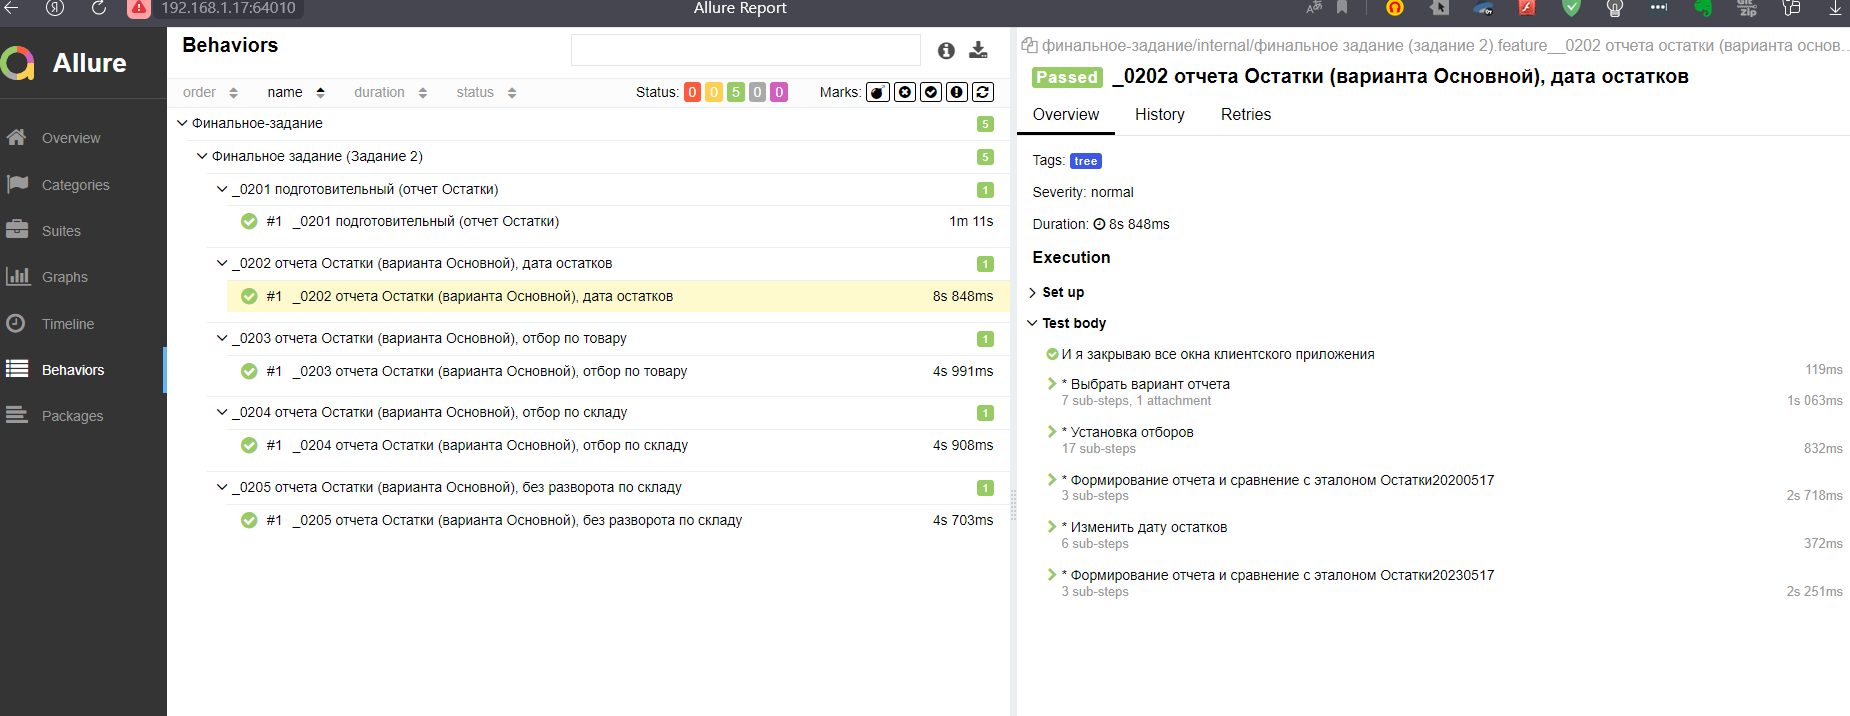 192.168.1.17:64010
Allure Report
Allure
Overview
Categories
Suites
Graphs
Timeline
Behaviors
Packages
Behaviors
order name duration status Status: 0 0 5 0 0 Marks:
Финальное-задание 5
Финальное задание (Задание 2) 5
_0201 подготовительный (отчет Остатки) 1
#1 _0201 подготовительный (отчет Остатки) 1m 11s
_0202 отчета Остатки (варианта Основной), дата остатков 1
#1 _0202 отчета Остатки (варианта Основной), дата остатков 8s 848ms
_0203 отчета Остатки (варианта Основной), отбор по товару 1
#1 _0203 отчета Остатки (варианта Основной), отбор по товару 4s 991ms
_0204 отчета Остатки (варианта Основной), отбор по складу 1
#1 _0204 отчета Остатки (варианта Основной), отбор по складу 4s 908ms
_0205 отчета Остатки (варианта Основной), без разворота по складу 1
#1 _0205 отчета Остатки (варианта Основной), без разворота по складу 4s 703ms
финальное-задание/internal/финальное задание (задание 2).feature__0202 отчета остатки (варианта основ...
Passed _0202 отчета Остатки (варианта Основной), дата остатков
Overview History Retries
Tags: tree
Severity: normal
Duration: 8s 848ms
Execution
Set up
Test body
И я закрываю все окна клиентского приложения
119ms
* Выбрать вариант отчета
7 sub-steps, 1 attachment 1s 063ms
* Установка отборов
17 sub-steps 832ms
* Формирование отчета и сравнение с эталоном Остатки20200517
3 sub-steps 2s 718ms
* Изменить дату остатков
6 sub-steps 372ms
* Формирование отчета и сравнение с эталоном Остатки20230517
3 sub-steps 2s 251ms